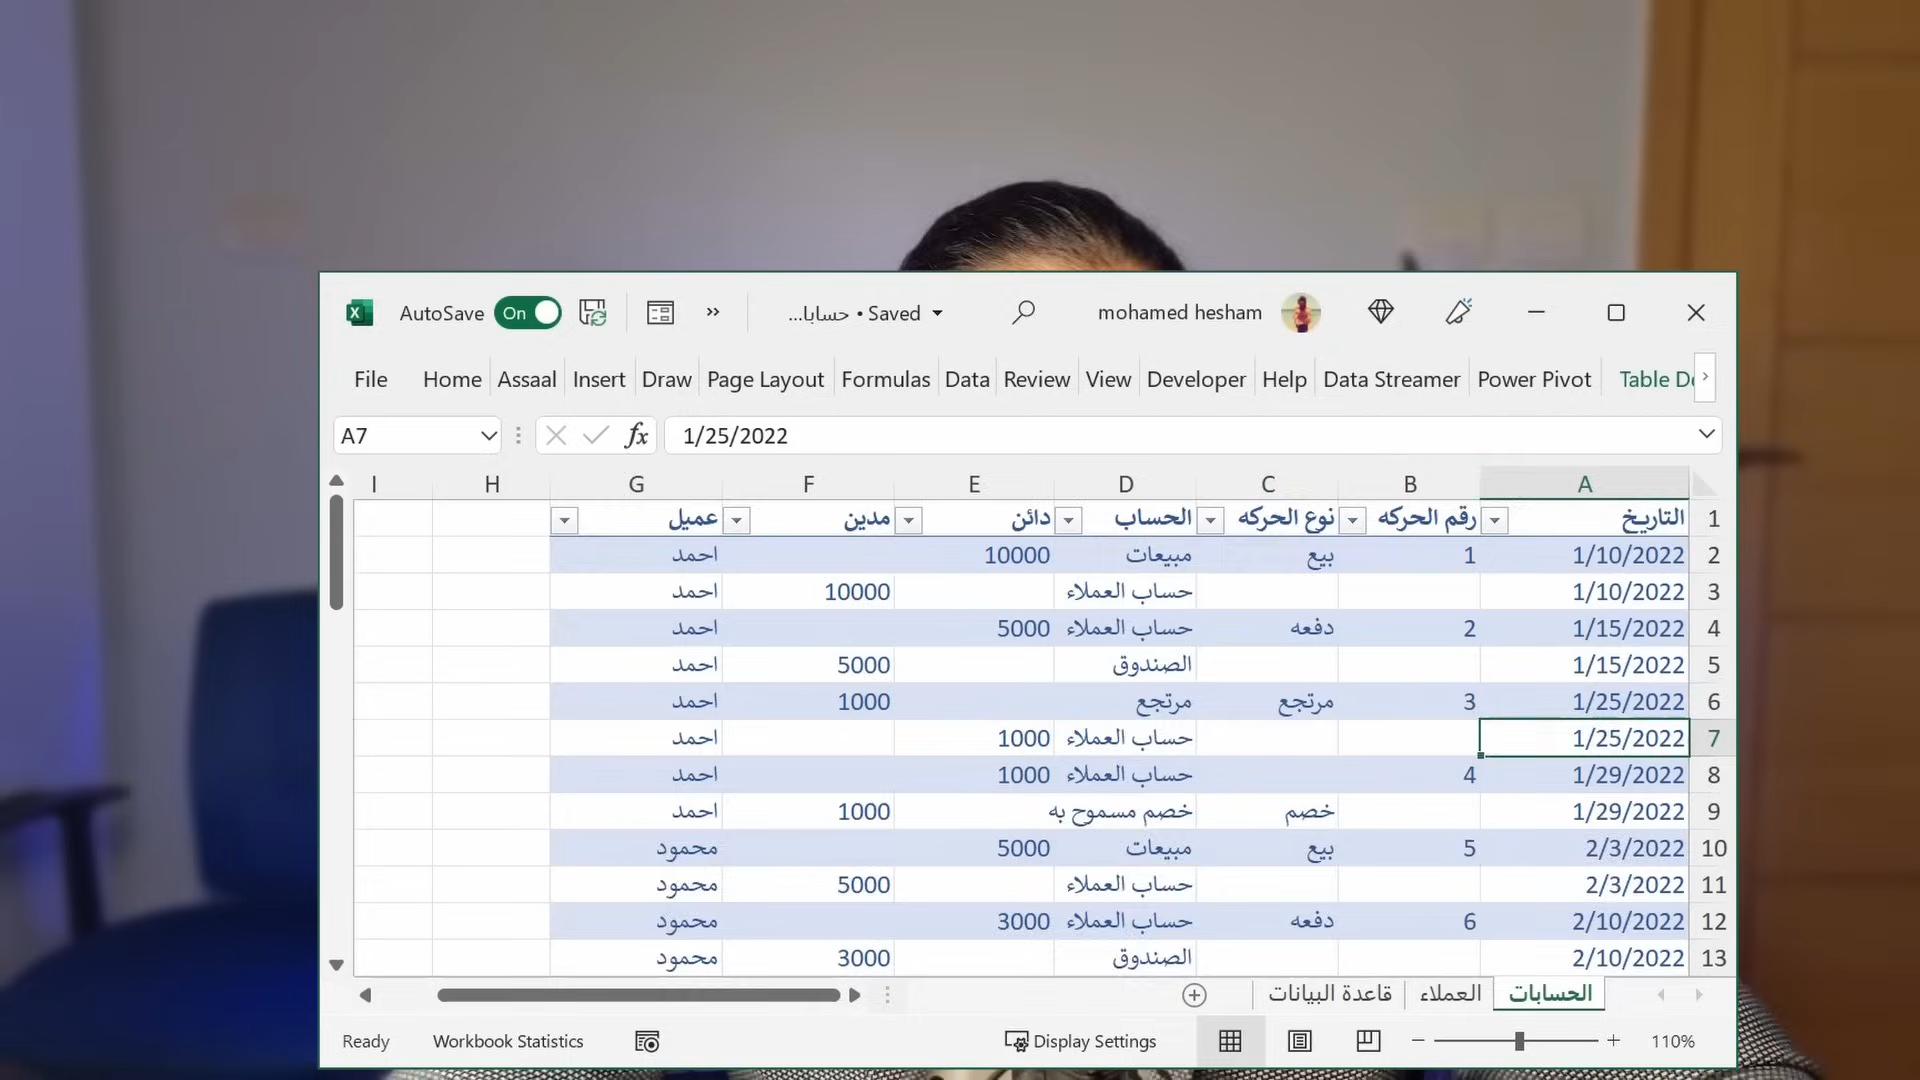 AutoSave On حسابا... • Saved mohamed hesham
File Home Assaal Insert Draw Page Layout Formulas Data Review View Developer Help Data Streamer Power Pivot Table De
A7 fx 1/25/2022
I H G F E D C B A
التاريخ رقم الحركه نوع الحركه الحساب دائن مدين عميل 1
1/10/2022 1 بيع مبيعات 10000 احمد 2
1/10/2022 حساب العملاء 10000 احمد 3
1/15/2022 2 دفعه حساب العملاء 5000 احمد 4
1/15/2022 الصندوق 5000 احمد 5
1/25/2022 3 مرتجع مرتجع 1000 احمد 6
1/25/2022 حساب العملاء 1000 احمد 7
1/29/2022 4 حساب العملاء 1000 احمد 8
1/29/2022 خصم خصم مسموح به 1000 احمد 9
2/3/2022 5 بيع مبيعات 5000 محمود 10
2/3/2022 حساب العملاء 5000 محمود 11
2/10/2022 6 دفعه حساب العملاء 3000 محمود 12
2/10/2022 الصندوق 3000 محمود 13
الحسابات العملاء قاعدة البيانات
Ready Workbook Statistics Display Settings 110%